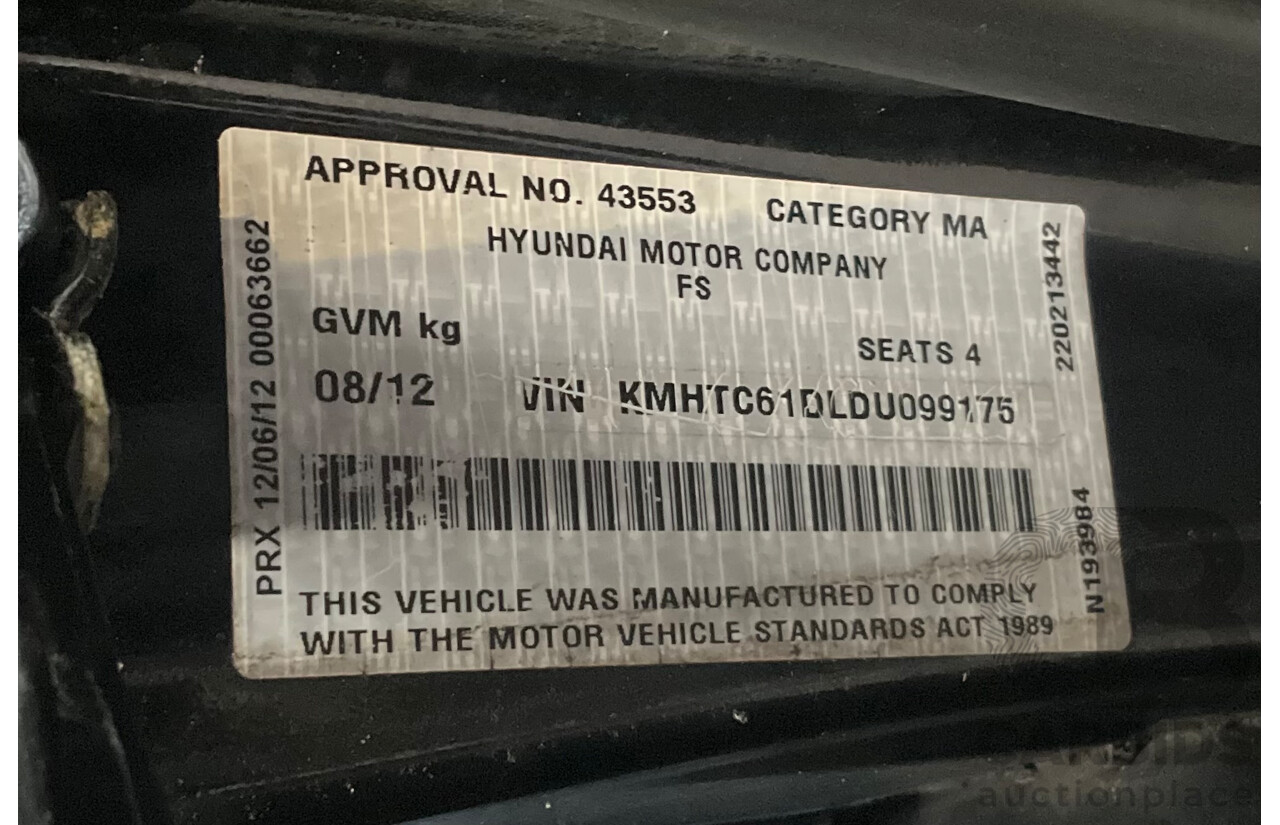 APPROVAL NO. 43553 CATEGORY MA
HYUNDAI MOTOR COMPANY
FS
GVM kg SEATS 4
08/12 VIN KMHTC61DLDU099175
THIS VEHICLE WAS MANUFACTURED TO COMPLY
WITH THE MOTOR VEHICLE STANDARDS ACT 1989
PRX 12/06/12 00063662
220213442
N193984
auctionplace